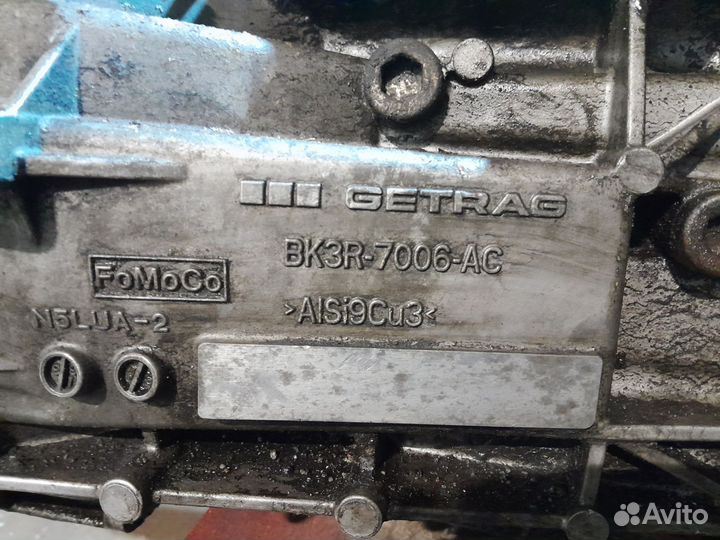 GETRAG
BK3R-7006-AC
FoMoCo
N5LUA-2
>AlSi9Cu3<
Avito